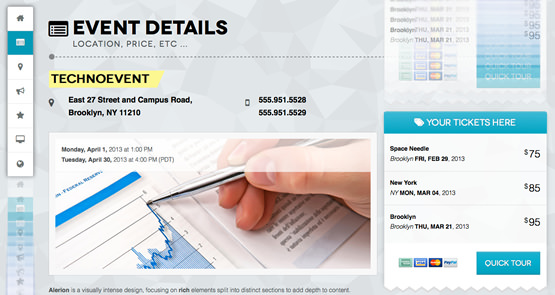 EVENT DETAILS
LOCATION, PRICE, ETC ...
TECHNOEVENT
East 27 Street and Campus Road,
Brooklyn, NY 11210
555.951.5528
555.951.5529
Monday, April 1, 2013 at 1:00 PM
Tuesday, April 30, 2013 at 4:00 PM (PDT)
Alerion is a visually intense design, focusing on rich elements split into distinct sections to add depth to content.
Brooklyn THU, MAR 21, 2013
$95
QUICK TOUR
YOUR TICKETS HERE
Space Needle
Brooklyn FRI, FEB 29, 2013
$75
New York
NY MON, MAR 04, 2013
$85
Brooklyn
Brooklyn THU, MAR 21, 2013
$95
VISA
PayPal
QUICK TOUR